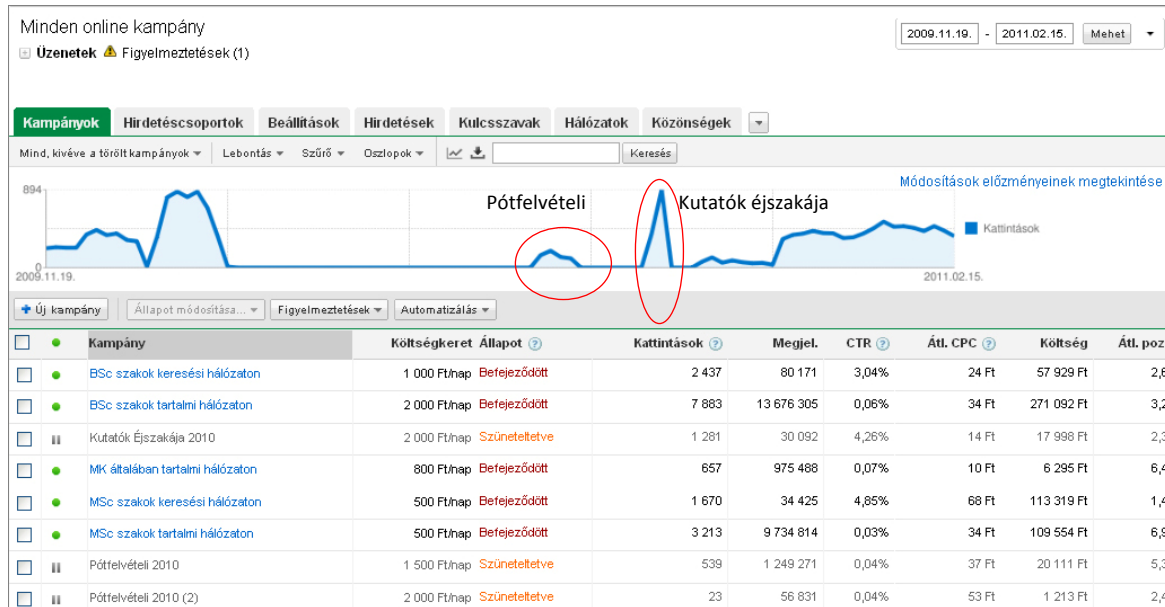 Minden online kampány
2009.11.19. - 2011.02.15. Mehet
Üzenetek Figyelmeztetések (1)
Kampányok Hirdetéscsoportok Beállítások Hirdetések Kulcsszavak Hálózatok Közönségek
Mind, kivéve a törölt kampányok Lebontás Szűrő Oszlopok Keresés
Módosítások előzményeinek megtekintése
894
Pótfelvételi Kutatók éjszakája
Kattintások
0
2009.11.19. 2011.02.15.
Új kampány Állapot módosítása... Figyelmeztetések Automatizálás
Kampány Költségkeret Állapot Kattintások Megjel. CTR Átl. CPC Költség Átl. poz
BSc szakok keresési hálózaton 1 000 Ft/nap Befejeződött 2 437 80 171 3,04% 24 Ft 57 929 Ft 2,6
BSc szakok tartalmi hálózaton 2 000 Ft/nap Befejeződött 7 883 13 676 305 0,06% 34 Ft 271 092 Ft 3,2
Kutatók Éjszakája 2010 2 000 Ft/nap Szüneteltetve 1 281 30 092 4,26% 14 Ft 17 998 Ft 2,3
MK általában tartalmi hálózaton 800 Ft/nap Befejeződött 657 975 488 0,07% 10 Ft 6 295 Ft 6,4
MSc szakok keresési hálózaton 500 Ft/nap Befejeződött 1 670 34 425 4,85% 68 Ft 113 319 Ft 1,4
MSc szakok tartalmi hálózaton 500 Ft/nap Befejeződött 3 213 9 734 814 0,03% 34 Ft 109 554 Ft 6,9
Pótfelvételi 2010 1 500 Ft/nap Szüneteltetve 539 1 249 271 0,04% 37 Ft 20 111 Ft 5,3
Pótfelvételi 2010 (2) 2 000 Ft/nap Szüneteltetve 23 56 831 0,04% 53 Ft 1 213 Ft 2,4